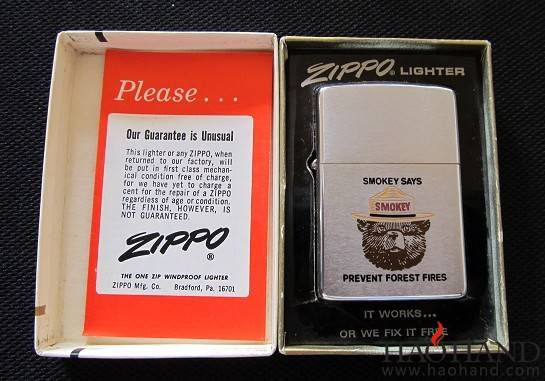 Please...
Our Guarantee is Unusual
This lighter or any ZIPPO, when
returned to our factory, will
be put in first class mechan-
ical condition free of charge,
for we have yet to charge a
cent for the repair of a ZIPPO
regardless of age or condition.
THE FINISH, HOWEVER, IS
NOT GUARANTEED.
ZIPPO®
THE ONE ZIP WINDPROOF LIGHTER
ZIPPO Mfg. Co. Bradford, Pa. 16701
ZIPPO® LIGHTER
SMOKEY SAYS
SMOKEY
PREVENT FOREST FIRES
IT WORKS...
OR WE FIX IT FREE
HAOHAND
www.haohand.com